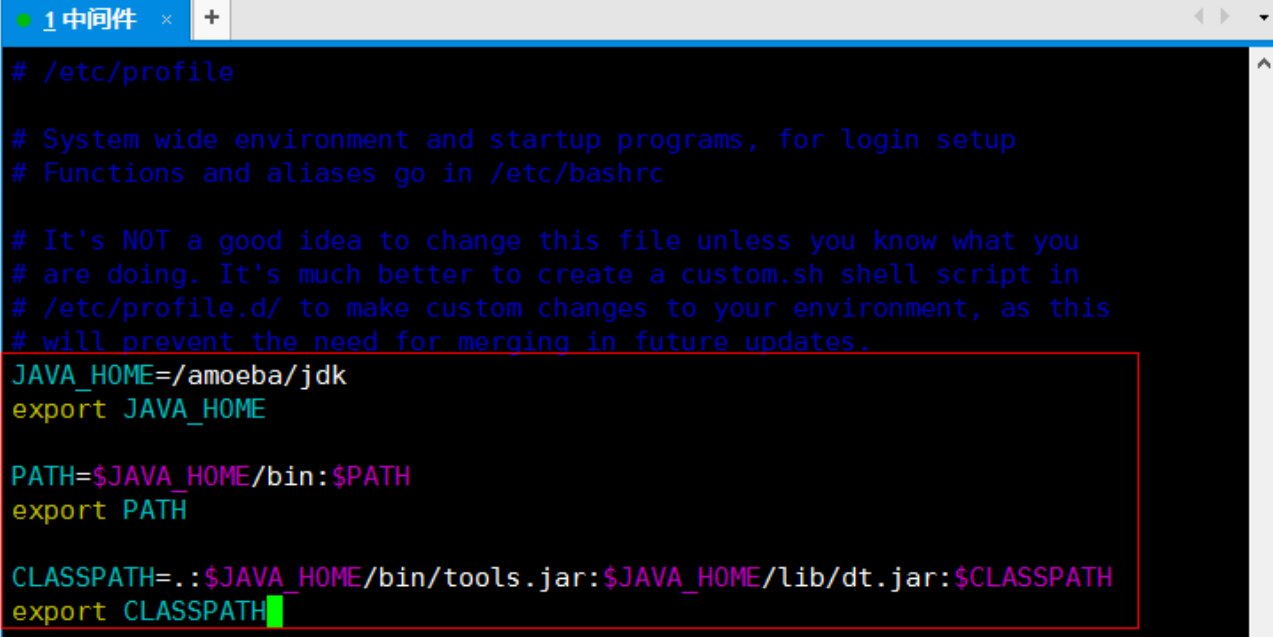 1 中间件 × +
# /etc/profile
# System wide environment and startup programs, for login setup
# Functions and aliases go in /etc/bashrc
# It's NOT a good idea to change this file unless you know what you
# are doing. It's much better to create a custom.sh shell script in
# /etc/profile.d/ to make custom changes to your environment, as this
# will prevent the need for merging in future updates.
JAVA_HOME=/amoeba/jdk
export JAVA_HOME
PATH=$JAVA_HOME/bin:$PATH
export PATH
CLASSPATH=.:$JAVA_HOME/bin/tools.jar:$JAVA_HOME/lib/dt.jar:$CLASSPATH
export CLASSPATH